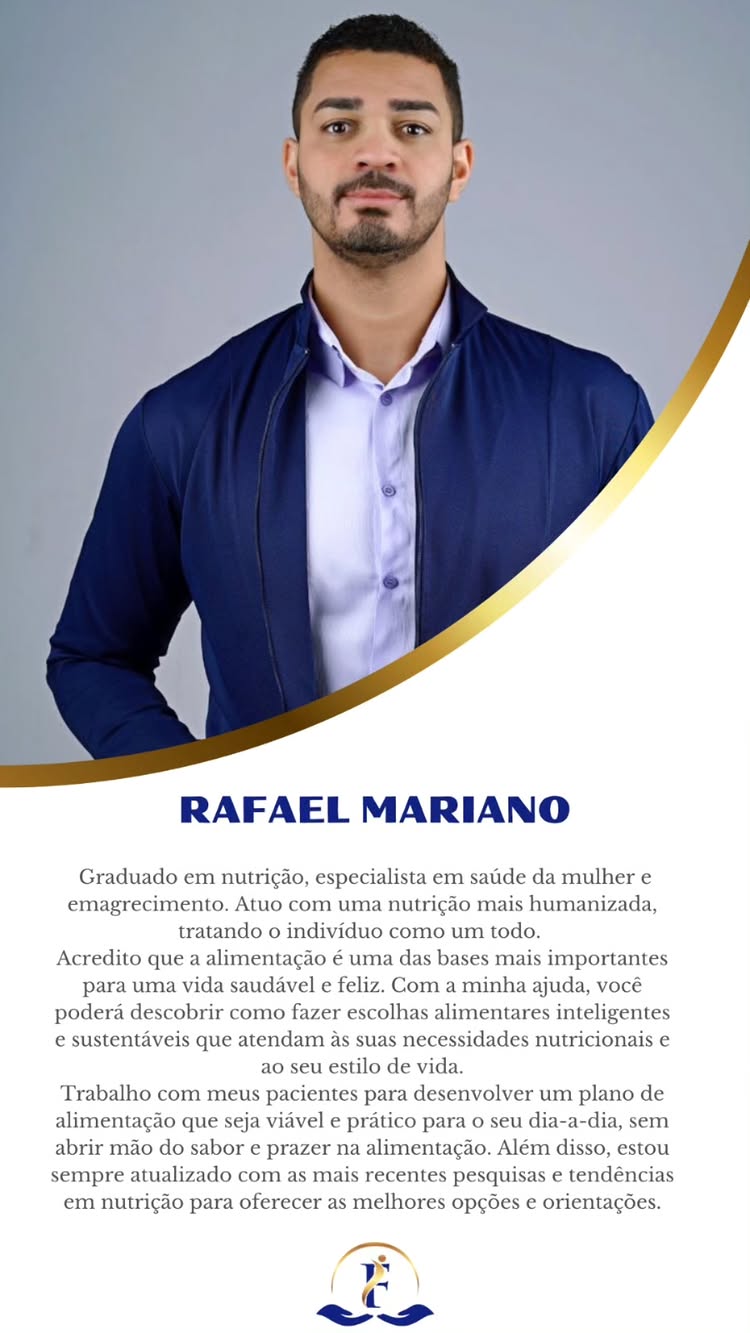 RAFAEL MARIANO
Graduado em nutrição, especialista em saúde da mulher e
emagrecimento. Atuo com uma nutrição mais humanizada,
tratando o indivíduo como um todo.
Acredito que a alimentação é uma das bases mais importantes
para uma vida saudável e feliz. Com a minha ajuda, você
poderá descobrir como fazer escolhas alimentares inteligentes
e sustentáveis que atendam às suas necessidades nutricionais e
ao seu estilo de vida.
Trabalho com meus pacientes para desenvolver um plano de
alimentação que seja viável e prático para o seu dia-a-dia, sem
abrir mão do sabor e prazer na alimentação. Além disso, estou
sempre atualizado com as mais recentes pesquisas e tendências
em nutrição para oferecer as melhores opções e orientações.
F